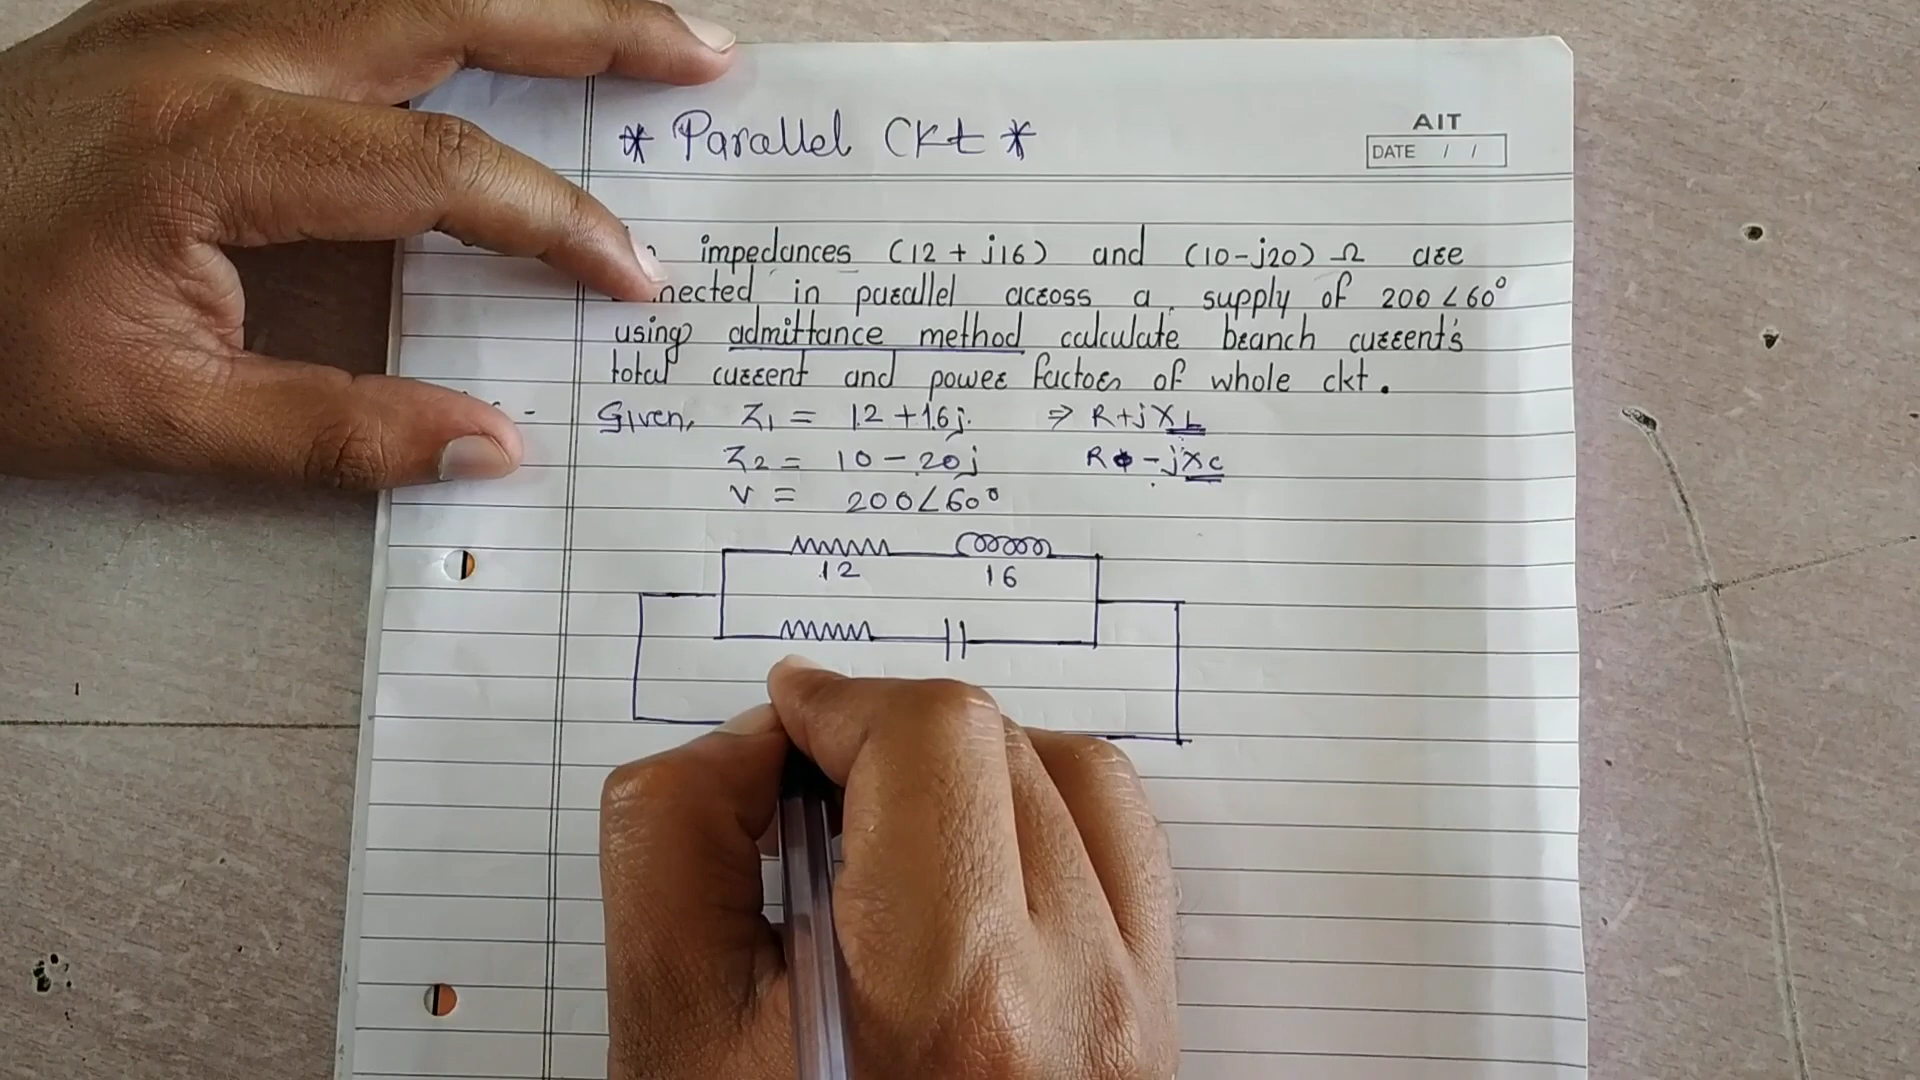 * Parallel Ckt *
AIT
DATE / /
impedances (12 + j16) and (10-j20) Ω are
nected in parallel across a supply of 200∠60°
using admittance method calculate branch current's
total current and power factors of whole ckt.
Given, Z1 = 12 + 16j. ⇒ R+jXL
Z2 = 10 - 20j R - jXc
V = 200∠60°
12 16